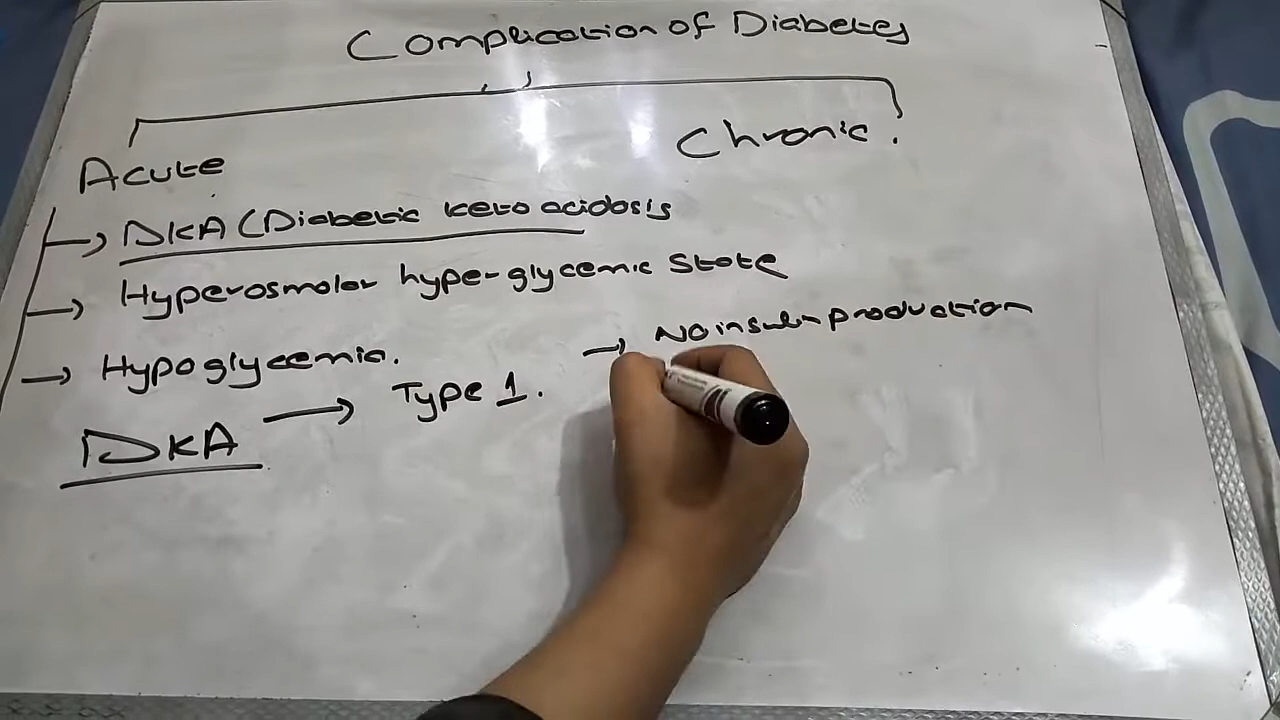 Complication of Diabetes
Acute
Chronic.
→ DKA (Diabetic keto acidosis
→ Hyperosmolar hyper-glycemic state
→ Hypoglycemia.
DKA → Type 1. → No insulin production